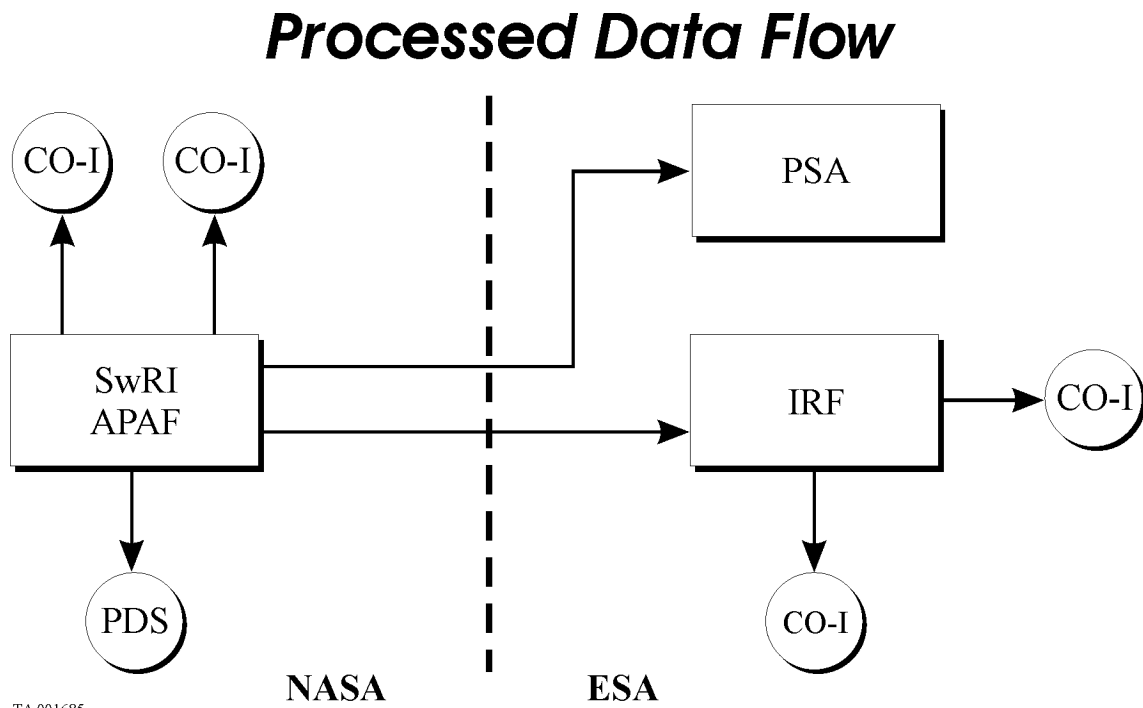 Processed Data Flow
CO-I
CO-I
PSA
SwRI
APAF
IRF
CO-I
PDS
CO-I
NASA
ESA